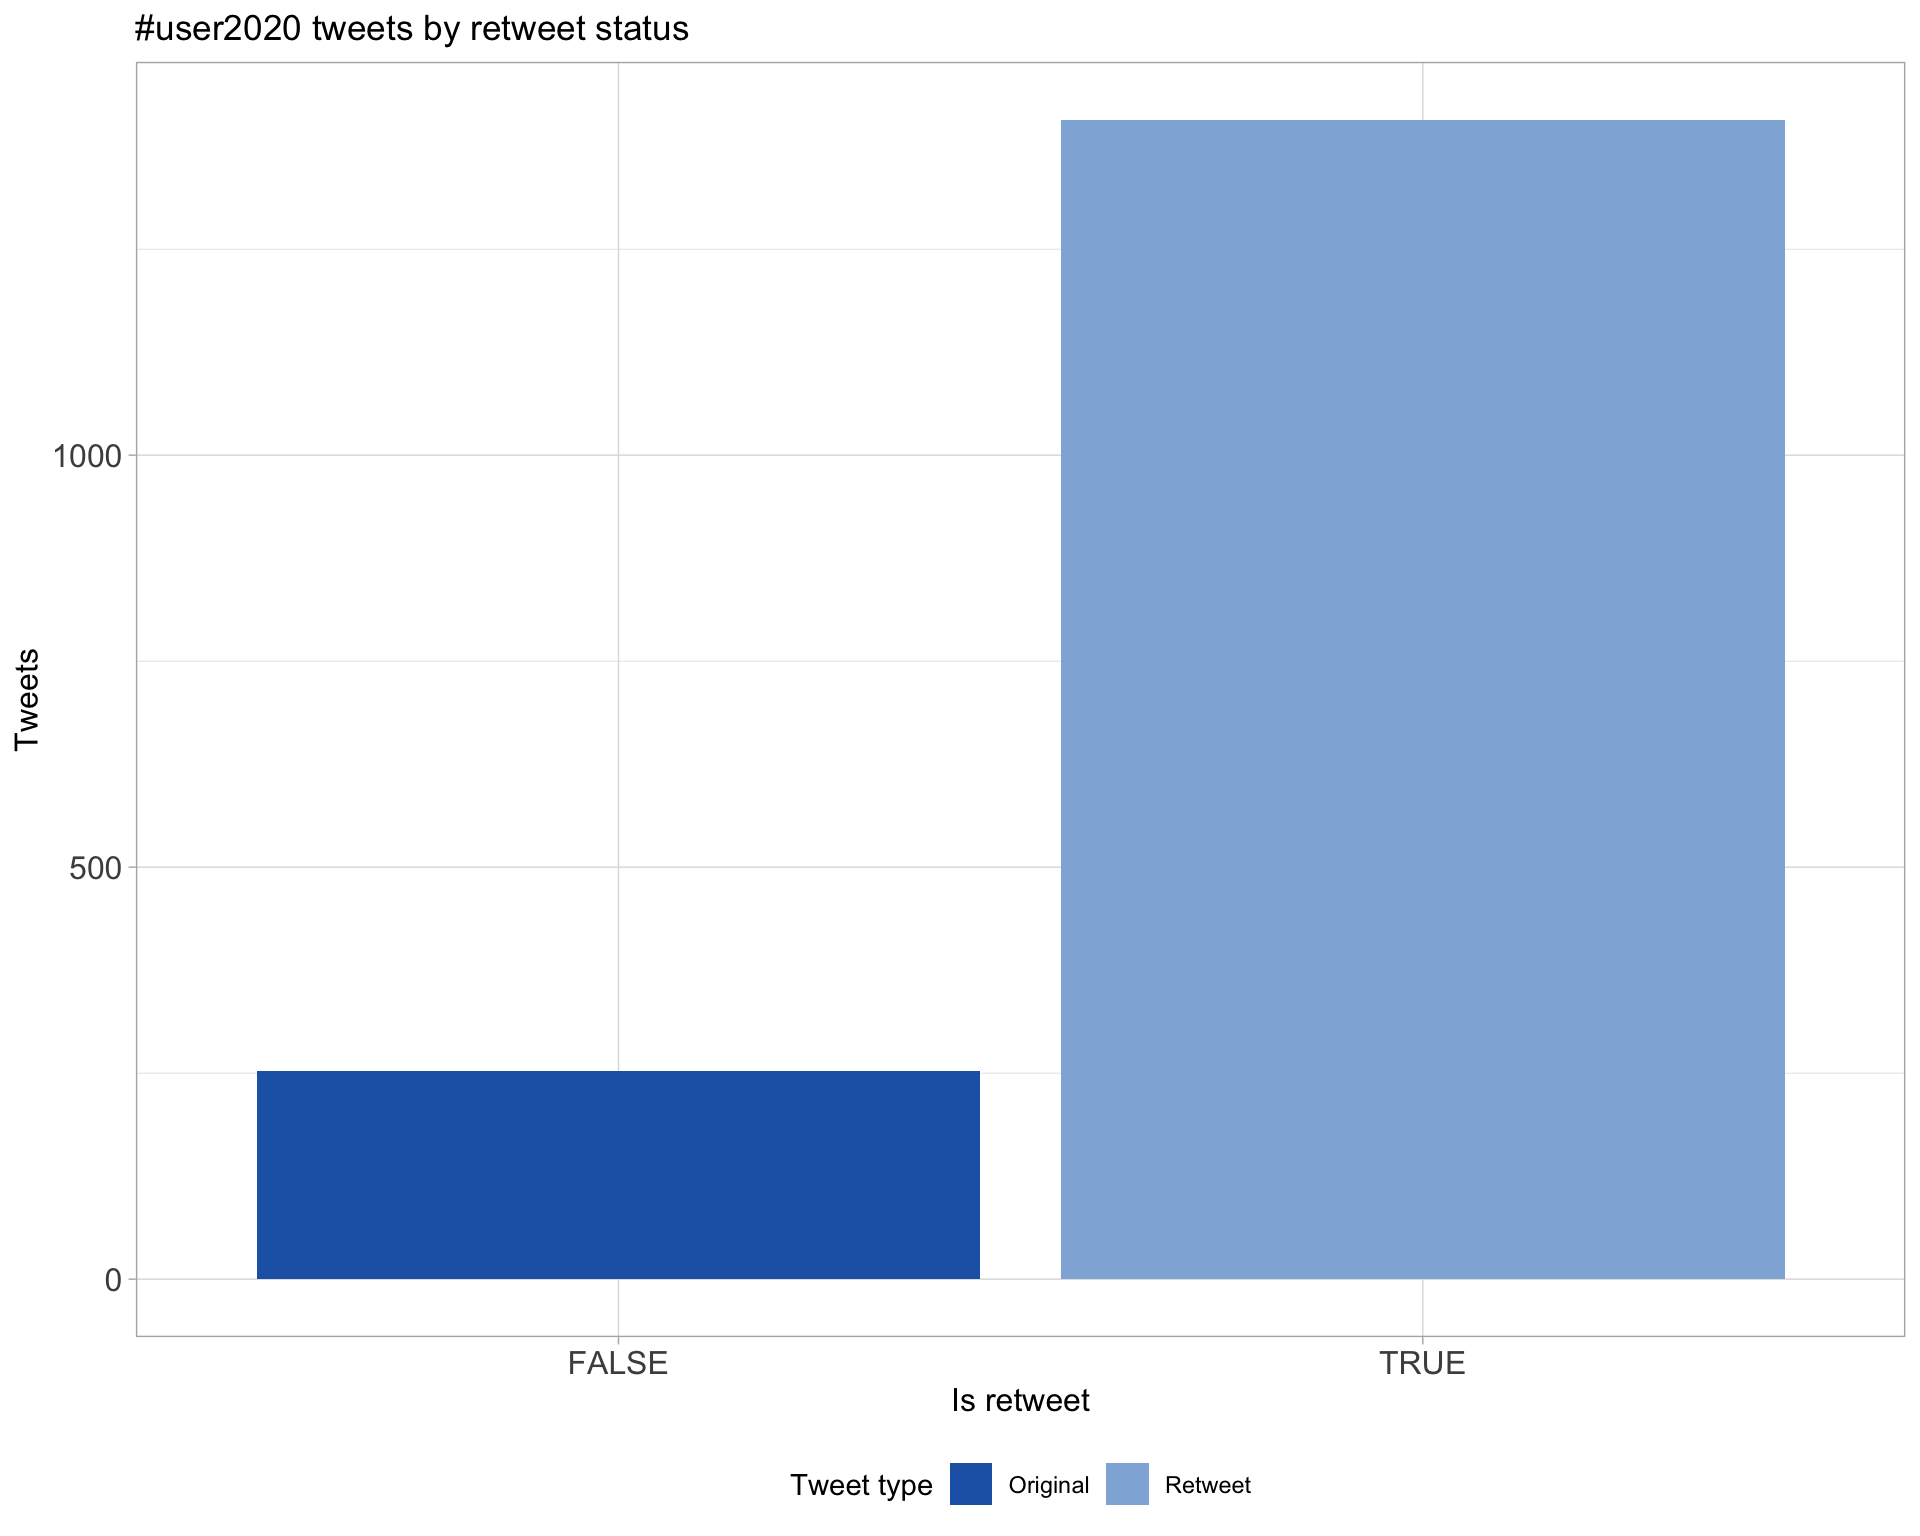 #user2020 tweets by retweet status
Tweets
1000
500
0
FALSE TRUE
Is retweet
Tweet type Original Retweet